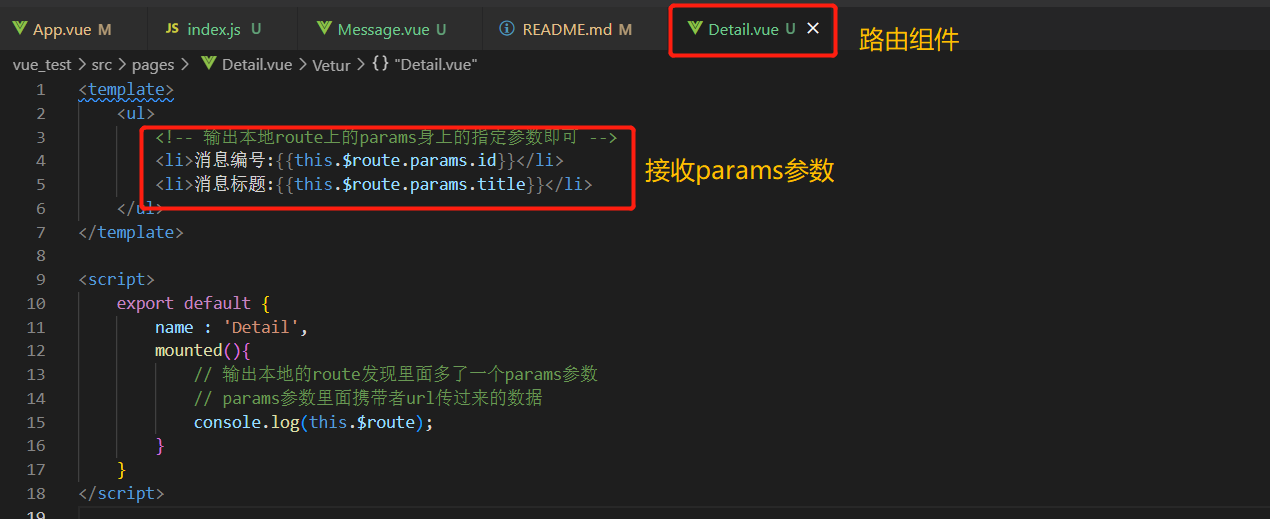 App.vue M JS index.js U Message.vue U README.md M Detail.vue U 路由组件
vue_test > src > pages > Detail.vue > Vetur > {} "Detail.vue"
1 <template>
2 <ul>
3 <!-- 输出本地route上的params身上的指定参数即可 -->
4 <li>消息编号:{{this.$route.params.id}}</li>
接收params参数
5 <li>消息标题:{{this.$route.params.title}}</li>
6 </ul>
7 </template>
8
9 <script>
10 export default {
11 name : 'Detail',
12 mounted(){
13 // 输出本地的route发现里面多了一个params参数
14 // params参数里面携带者url传过来的数据
15 console.log(this.$route);
16 }
17 }
18 </script>
19